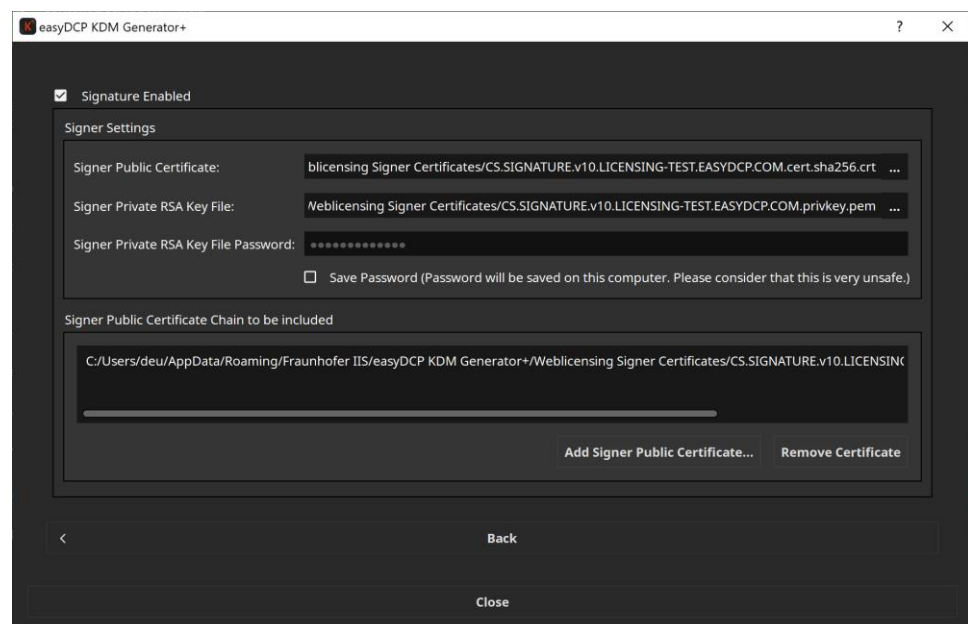 easyDCP KDM Generator+
Signature Enabled
Signer Settings
Signer Public Certificate: blicensing Signer Certificates/CS.SIGNATURE.v10.LICENSING-TEST.EASYDCP.COM.cert.sha256.crt ...
Signer Private RSA Key File: Weblicensing Signer Certificates/CS.SIGNATURE.v10.LICENSING-TEST.EASYDCP.COM.privkey.pem ...
Signer Private RSA Key File Password: ●●●●●●●●●●●●●
Save Password (Password will be saved on this computer. Please consider that this is very unsafe.)
Signer Public Certificate Chain to be included
C:/Users/deu/AppData/Roaming/Fraunhofer IIS/easyDCP KDM Generator+/Weblicensing Signer Certificates/CS.SIGNATURE.v10.LICENSING
Add Signer Public Certificate... Remove Certificate
Back
Close